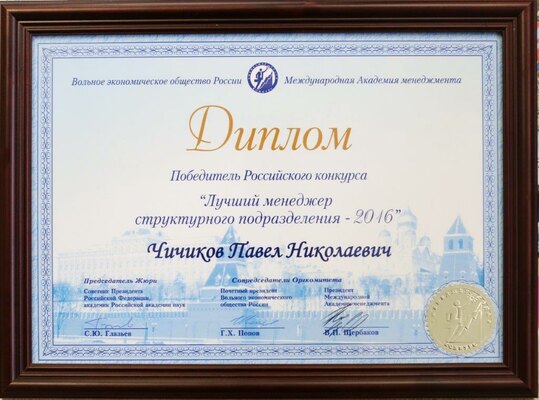 Вольное экономическое общество России Международная Академия менеджмента
Диплом
Победитель Российского конкурса
“Лучший менеджер
структурного подразделения - 2016”
Чичиков Павел Николаевич
Председатель Жюри
Советник Президента
Российской Федерации,
академик Российской академии наук
С.Ю. Глазьев
Сопредседатели Оргкомитета
Почетный президент
Вольного экономического
общества России
Г.Х. Попов
Президент
Международной
Академии менеджмента
В.П. Щербаков